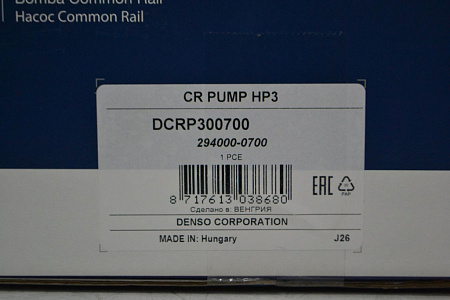 Bomba Common Rail
Насос Common Rail
CR PUMP HP3
DCRP300700
294000-0700
1 PCE
8 717613 038680
Сделано в: ВЕНГРИЯ
EAC
PAP
DENSO CORPORATION
MADE IN: Hungary J26